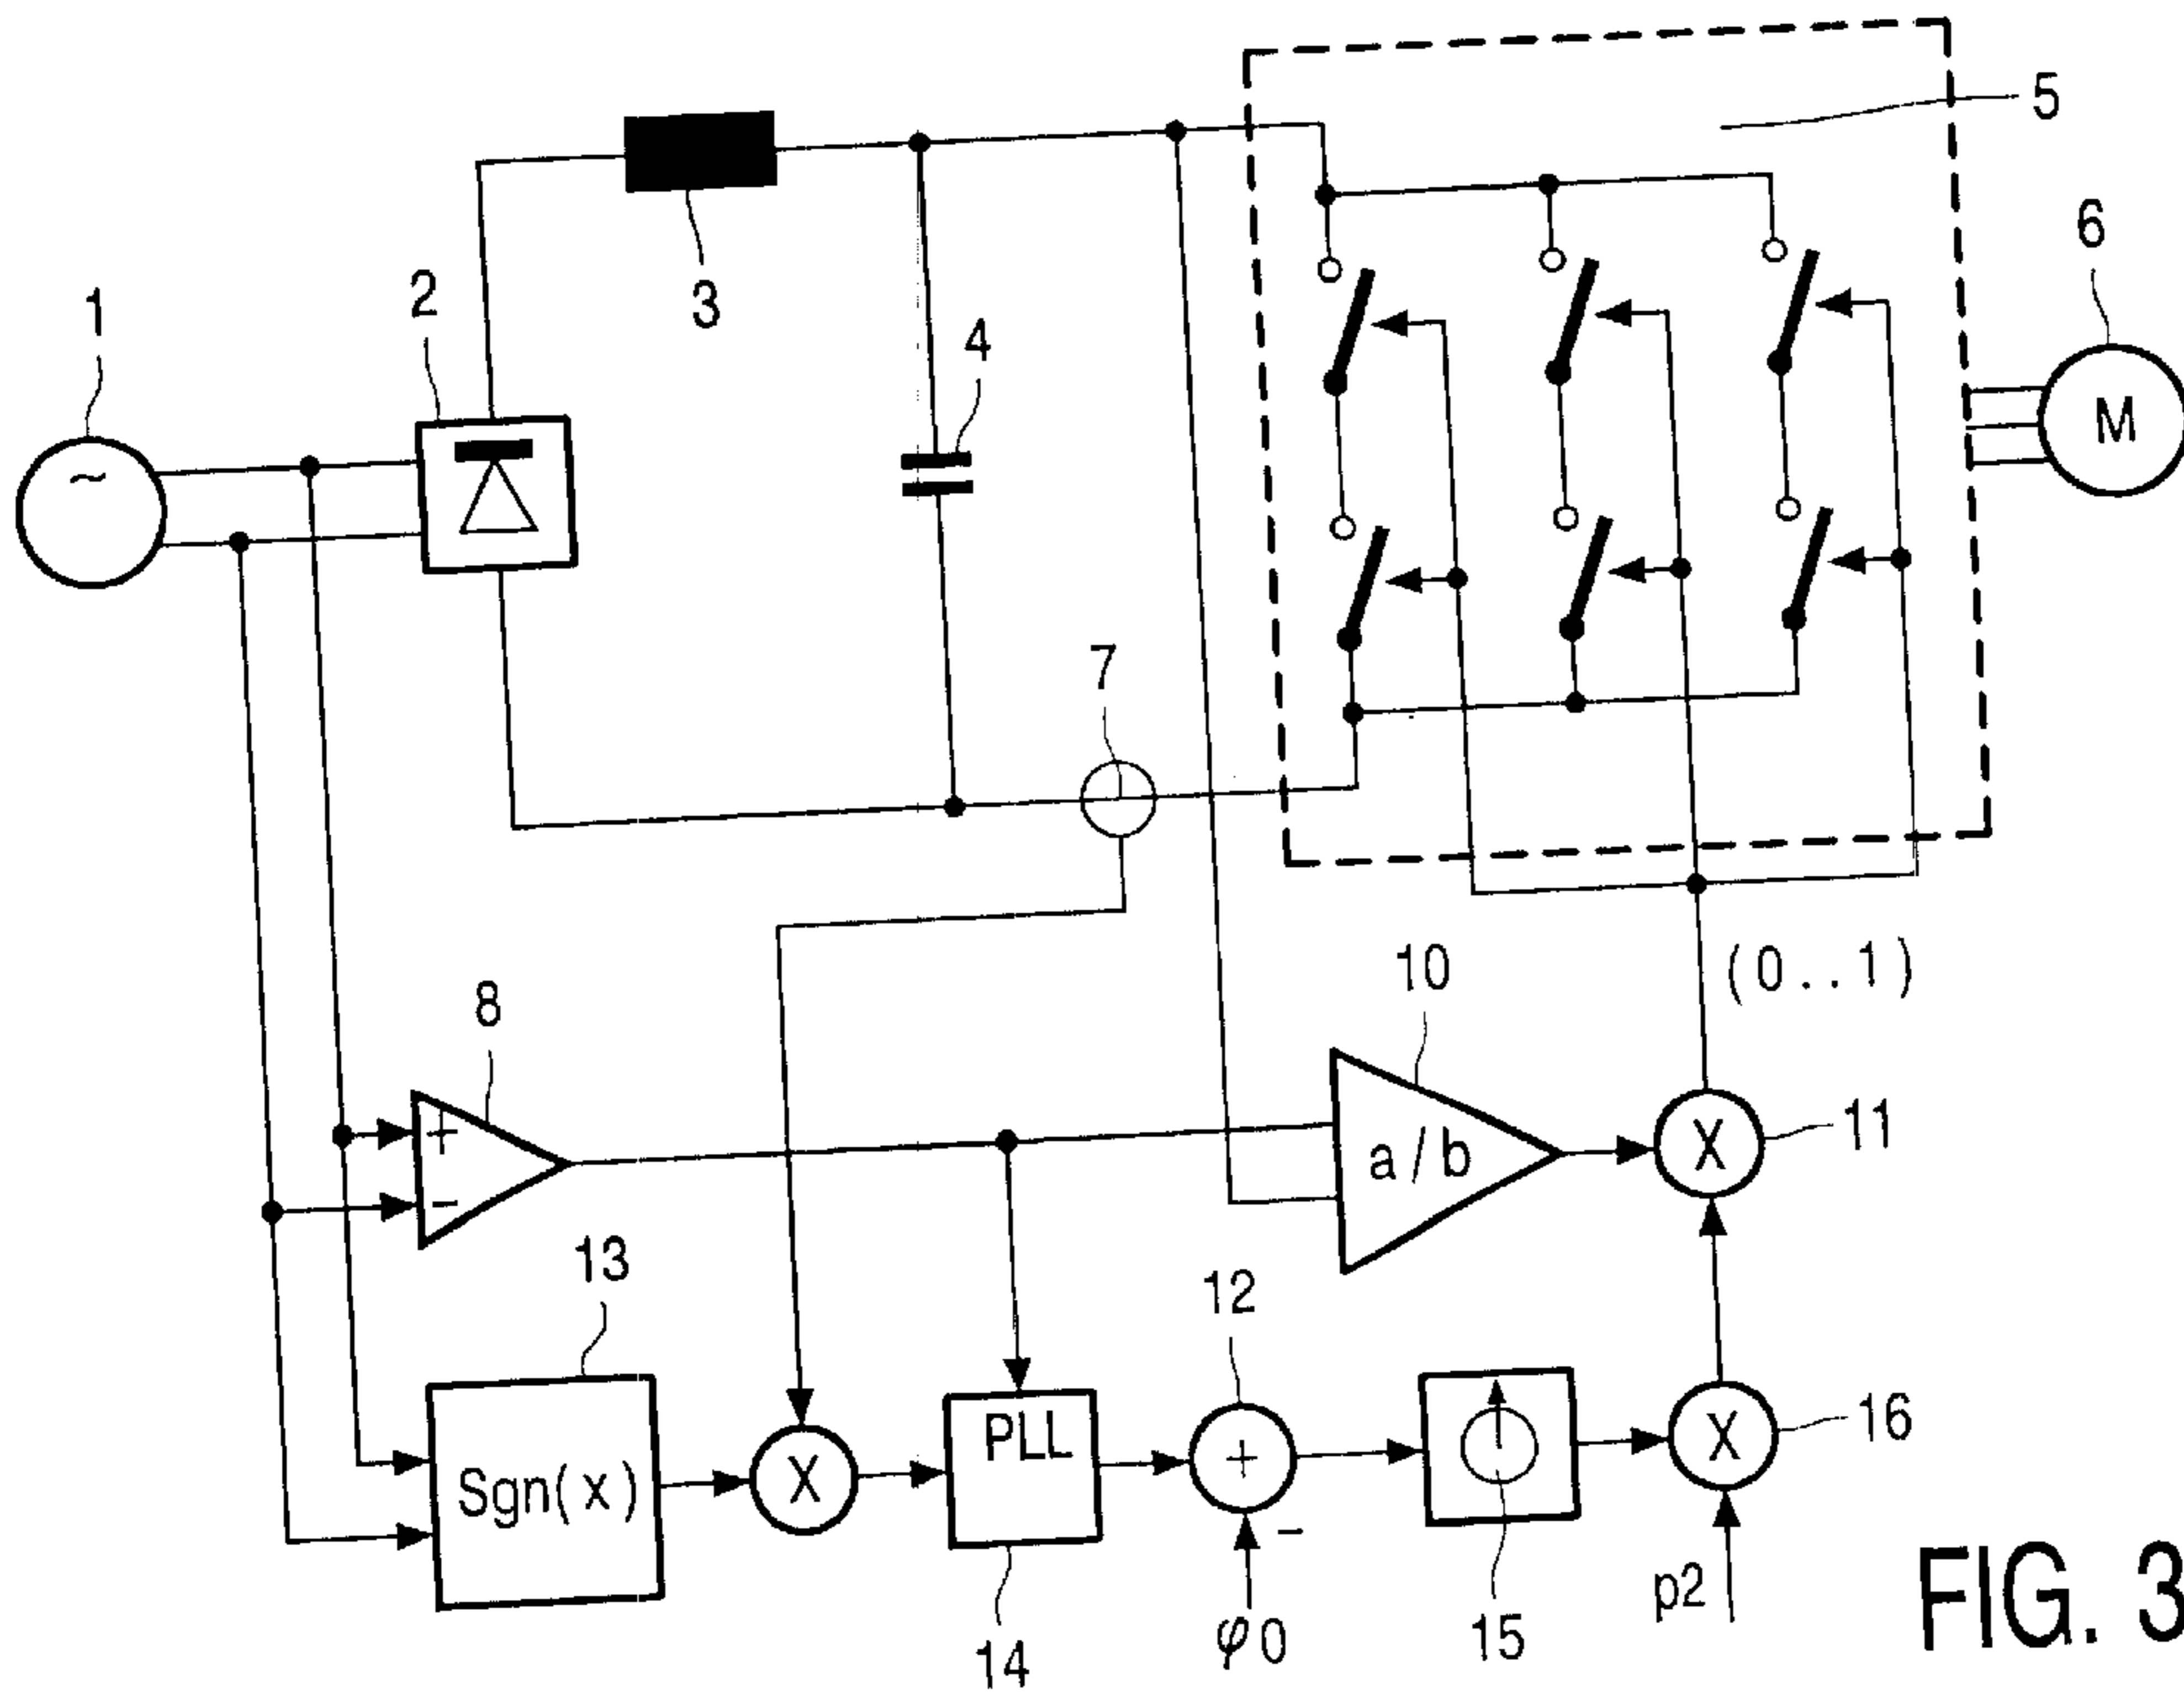 5
6
1
2
3
4
~
M
7
(0..1)
10
8
+
−
a/b
X
11
13
12
Sgn(x)
X
PLL
+
−
X
16
14
φ0
15
p2
FIG. 3